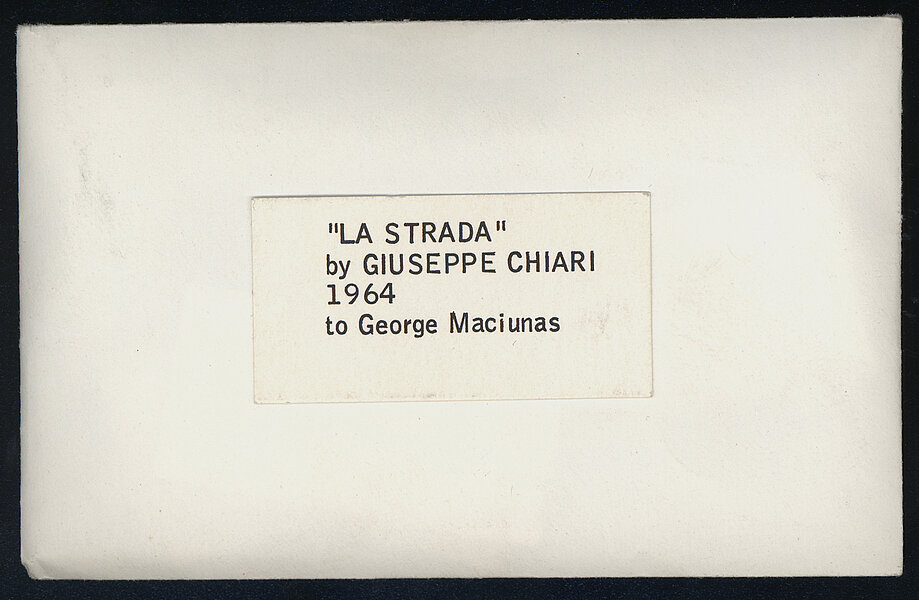 "LA STRADA"
by GIUSEPPE CHIARI
1964
to George Maciunas